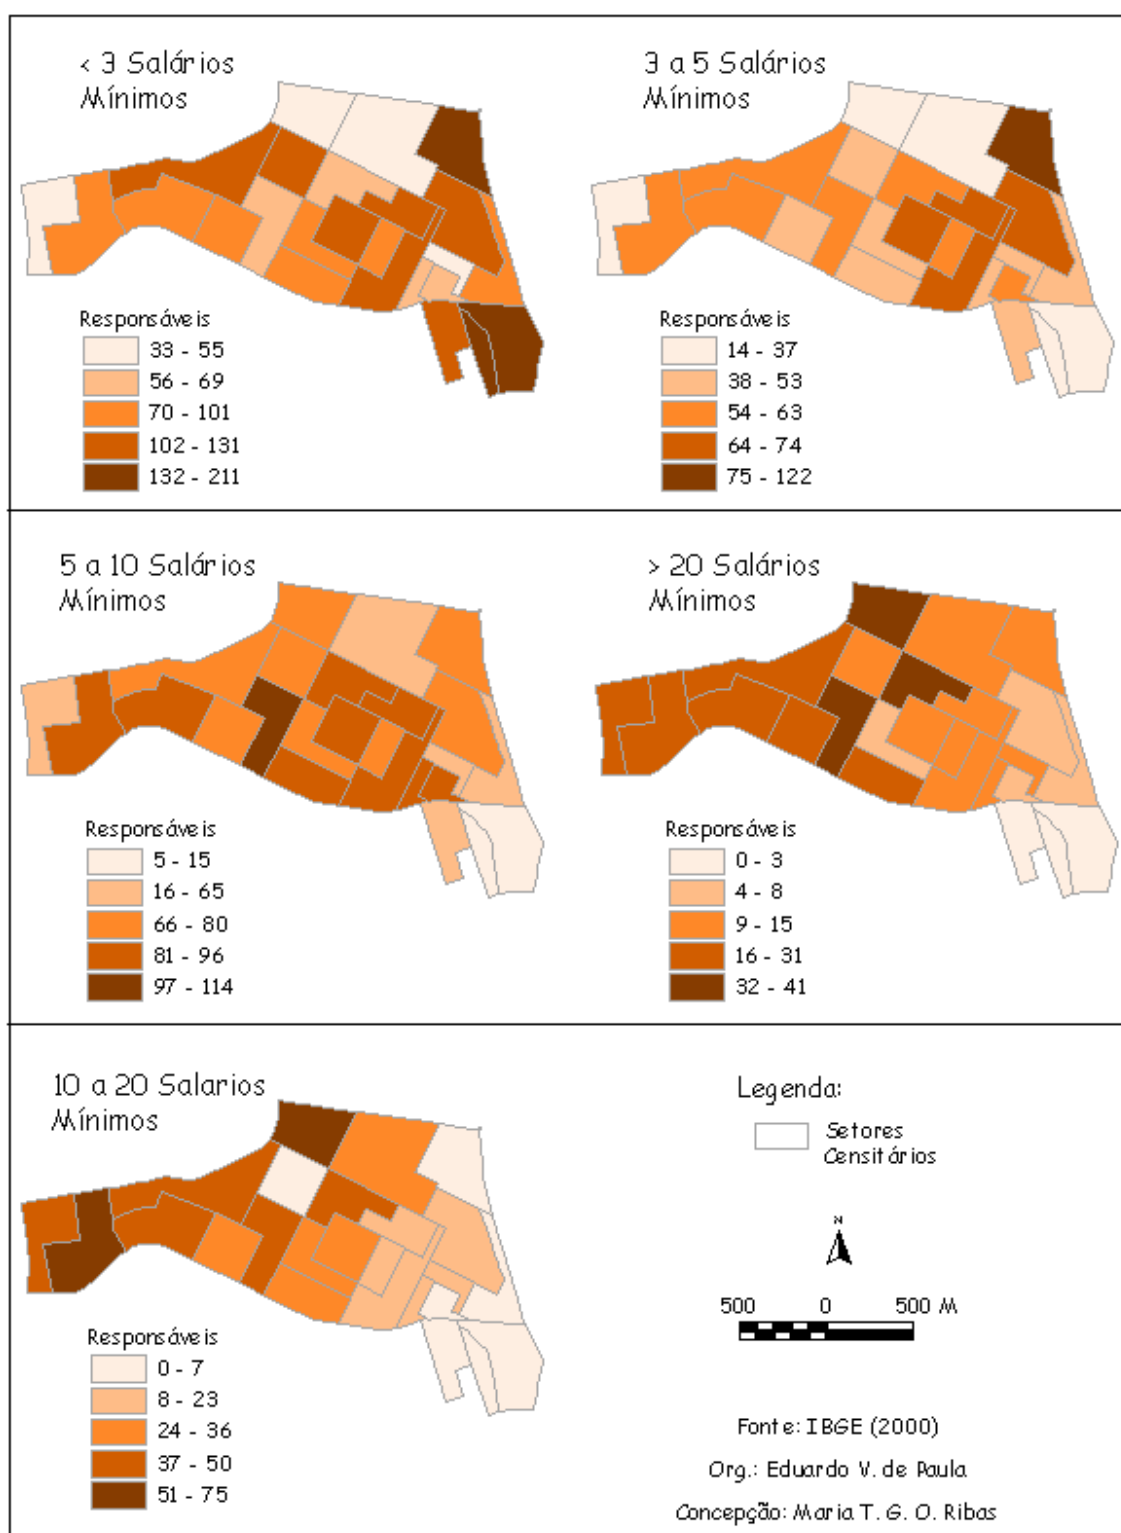 < 3 Salários
Mínimos
Responsáveis
33 - 55
56 - 69
70 - 101
102 - 131
132 - 211
3 a 5 Salários
Mínimos
Responsáveis
14 - 37
38 - 53
54 - 63
64 - 74
75 - 122
5 a 10 Salários
Mínimos
Responsáveis
5 - 15
16 - 65
66 - 80
81 - 96
97 - 114
> 20 Salários
Mínimos
Responsáveis
0 - 3
4 - 8
9 - 15
16 - 31
32 - 41
10 a 20 Salarios
Mínimos
Responsáveis
0 - 7
8 - 23
24 - 36
37 - 50
51 - 75
Legenda:
Setores
Censitários
N
500 0 500 M
Fonte: IBGE (2000)
Org.: Eduardo V. de Paula
Concepção: Maria T. G. O. Ribas